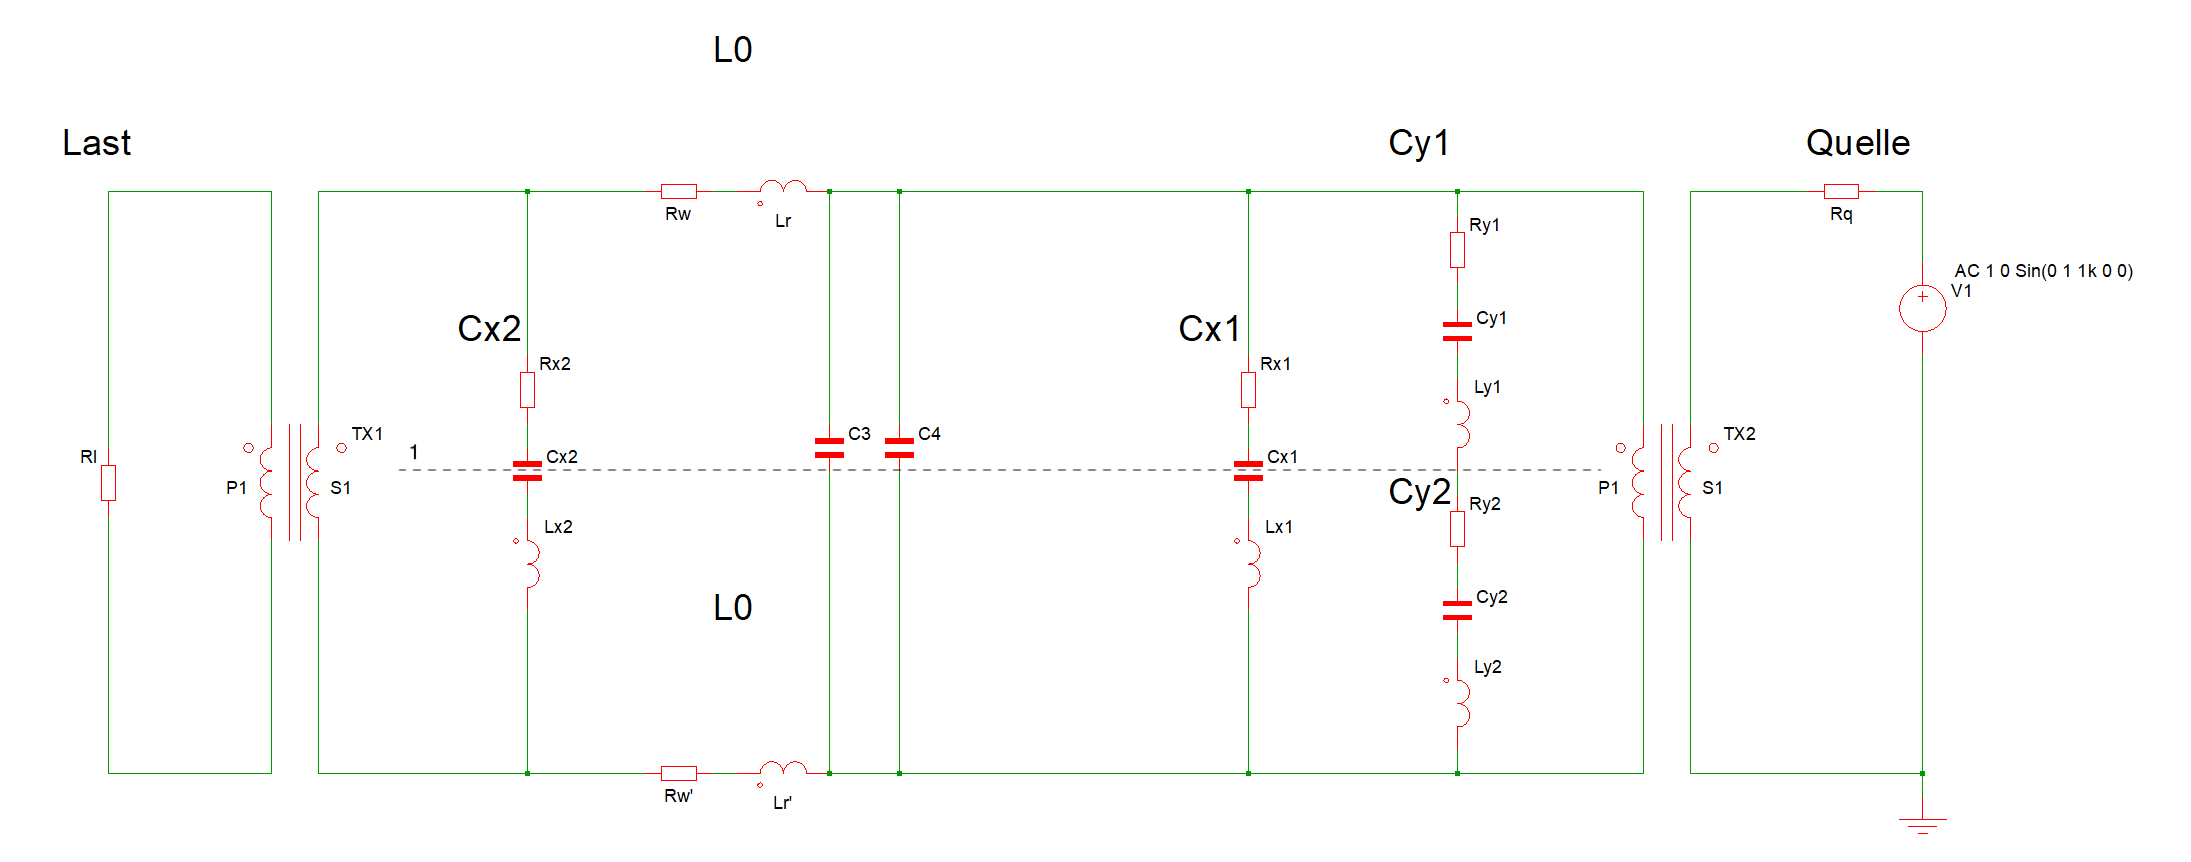 L0
Last
Cy1
Quelle
Rw
Lr
Ry1
Rq
AC 1 0 Sin(0 1 1k 0 0)
V1
Cx2
Cx1
Cy1
Rx2
Rx1
Ly1
TX1
1
C3
C4
TX2
Rl
Cx2
Cx1
P1
S1
Cy2
Ry2
P1
S1
Lx2
Lx1
L0
Cy2
Ly2
Rw'
Lr'